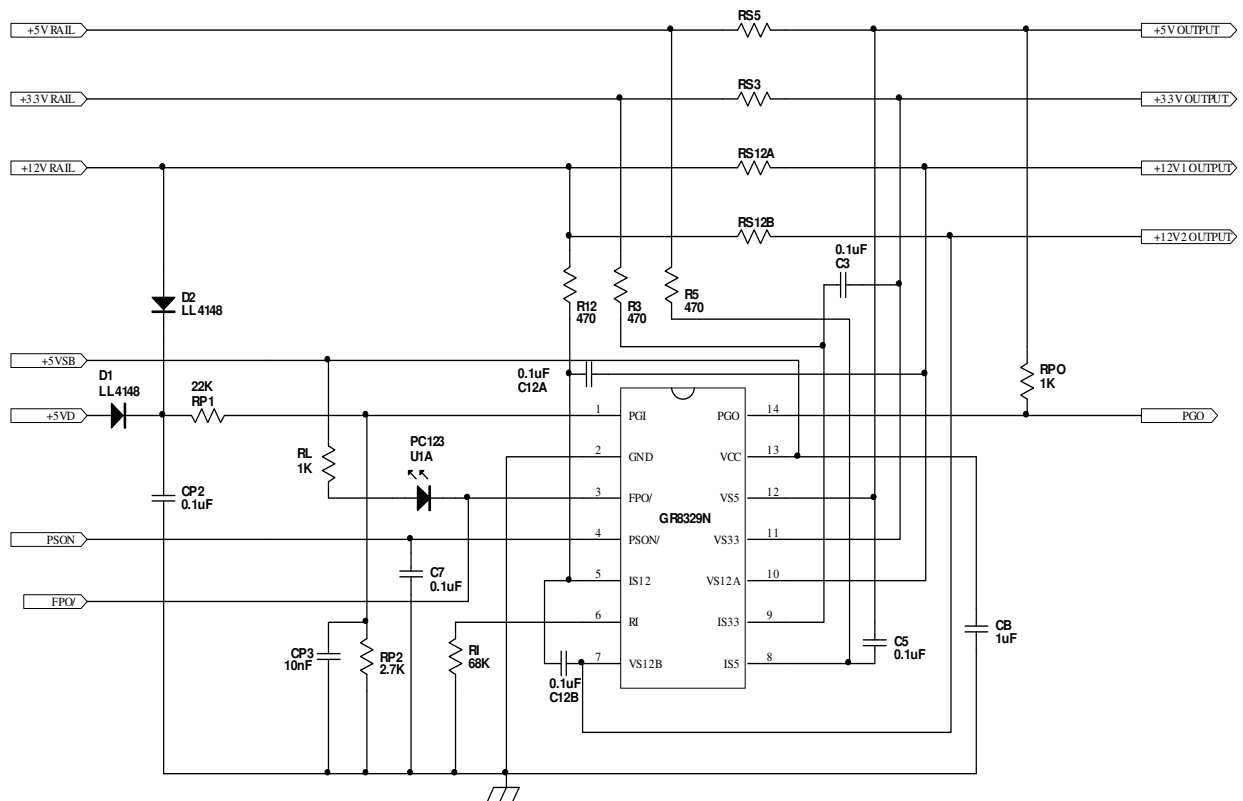 +5V RAIL
RS5
+5V OUTPUT
+3.3V RAIL
RS3
+3.3V OUTPUT
+12V RAIL
RS12A
+12V1 OUTPUT
RS12B
+12V2 OUTPUT
0.1uF
C3
D2
LL4148
R12
470
R3
470
R5
470
+5VSB
0.1uF
C12A
RPO
1K
D1
LL4148
22K
RP1
+5VD
1
PGI
PGO
14
PGO
PC123
U1A
RL
1K
2
GND
VCC
13
CP2
0.1uF
3
FPO/
VS5
12
GR8329N
PSON
4
PSON/
VS33
11
C7
0.1uF
5
IS12
VS12A
10
FPO/
6
RI
IS33
9
CB
1uF
CP3
10nF
RP2
2.7K
RI
68K
C5
0.1uF
7
VS12B
IS5
8
0.1uF
C12B